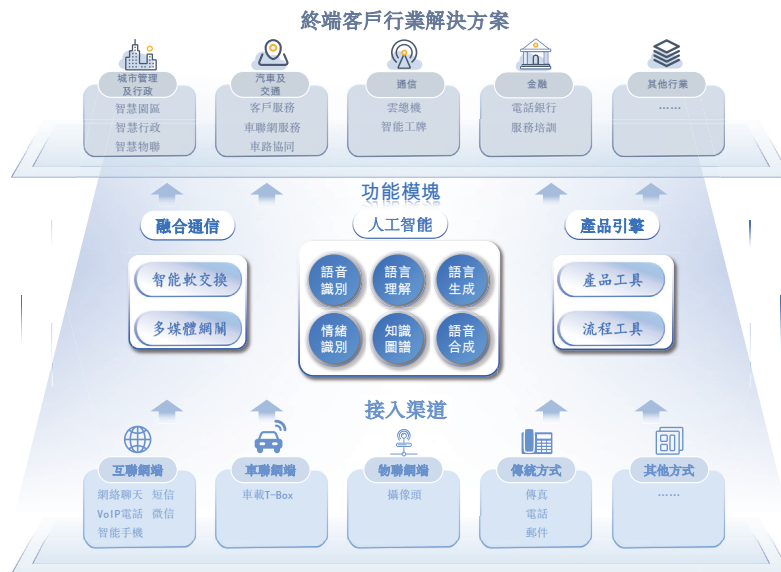 終端客戶行業解決方案
城市管理
及行政
智慧園區
智慧行政
智慧物聯
汽車及
交通
客戶服務
車聯網服務
車路協同
通信
雲總機
智能工牌
金融
電話銀行
服務培訓
其他行業
……
功能模塊
融合通信
智能軟交換
多媒體網關
人工智能
語音
識別
語言
理解
語言
生成
情緒
識別
知識
圖譜
語音
合成
產品引擎
產品工具
流程工具
接入渠道
互聯網端
網絡聊天 短信
VoIP電話 微信
智能手機
車聯網端
車載T-Box
物聯網端
攝像頭
傳統方式
傳真
電話
郵件
其他方式
……